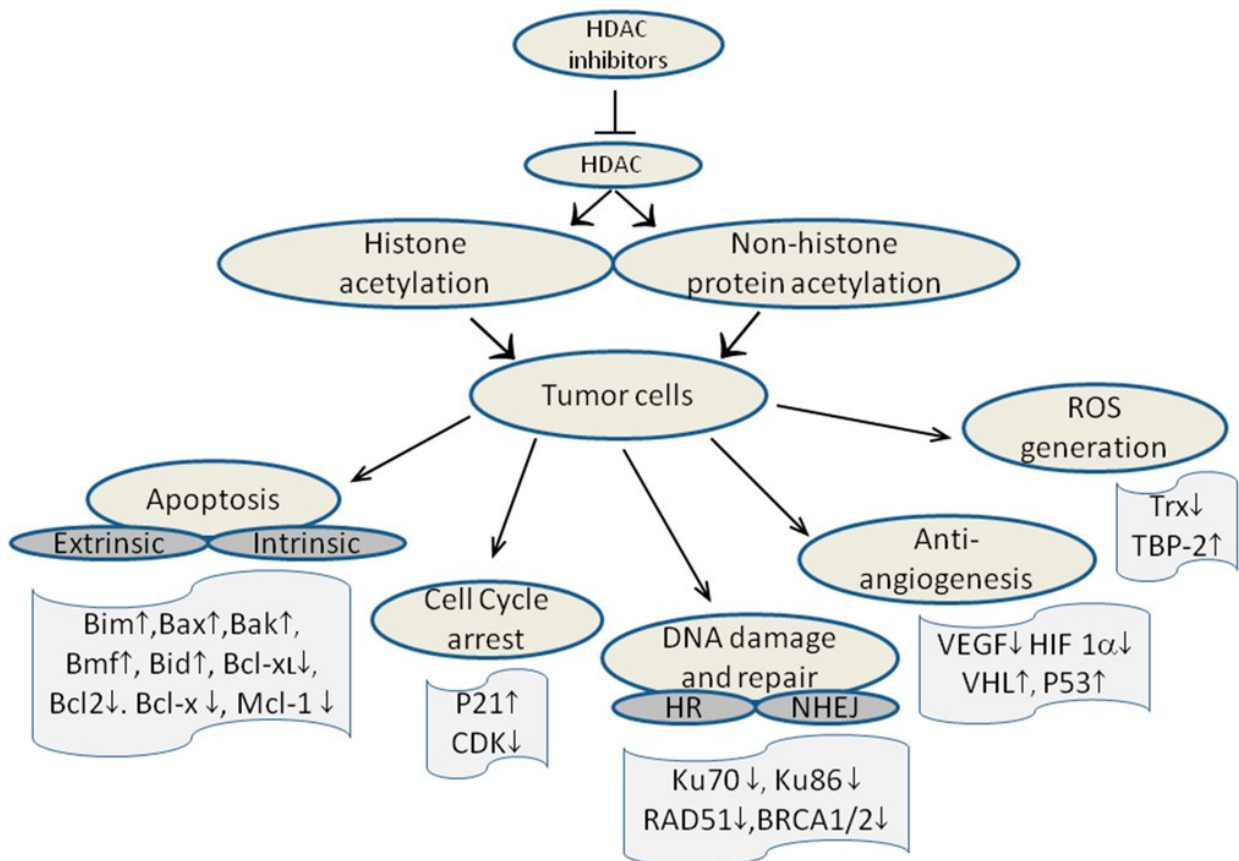 HDAC
inhibitors
HDAC
Histone
acetylation
Non-histone
protein acetylation
Tumor cells
ROS
generation
Trx↓
TBP-2↑
Apoptosis
Extrinsic
Intrinsic
Bim↑,Bax↑,Bak↑,
Bmf↑, Bid↑, Bcl-xL↓,
Bcl2↓. Bcl-x↓, Mcl-1↓
Cell Cycle
arrest
P21↑
CDK↓
DNA damage
and repair
HR
NHEJ
Ku70↓, Ku86↓
RAD51↓,BRCA1/2↓
Anti-
angiogenesis
VEGF↓ HIF 1α↓
VHL↑, P53↑